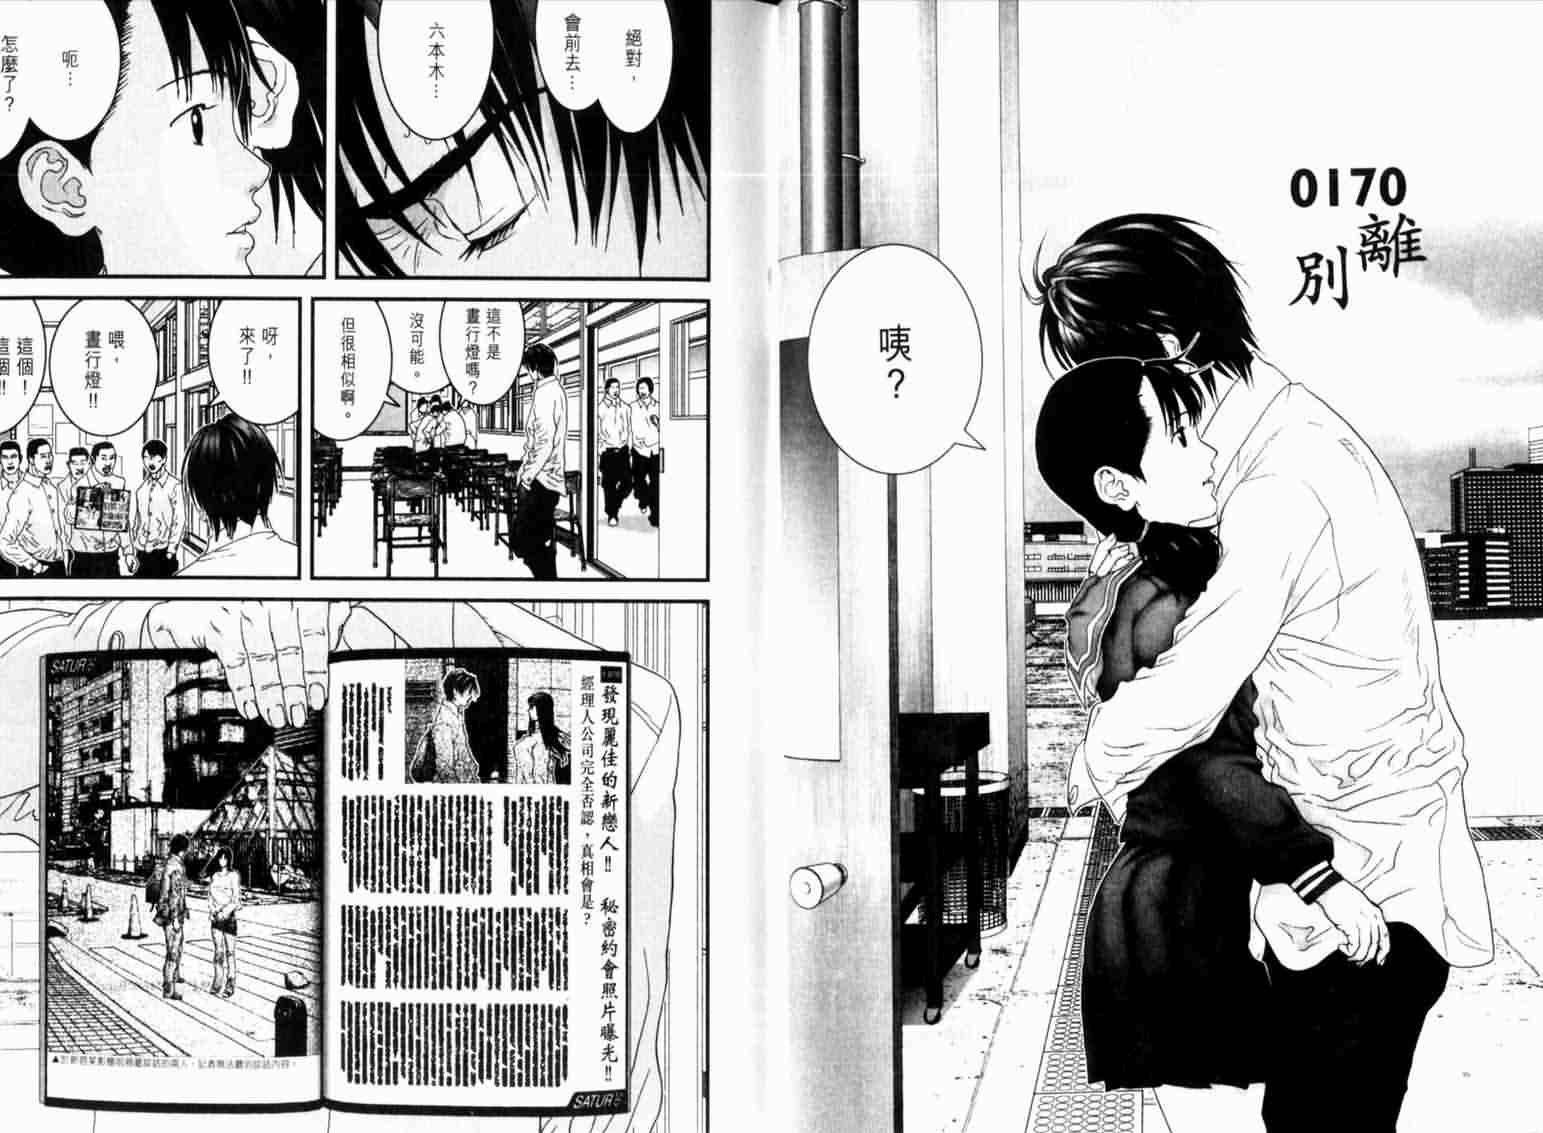 0170
離別
咦?
絕對，
會前去…
六本木…
呃…
怎麼了?
這不是
畫行燈嗎?
沒可能。
但很相似啊。
呀，
來了!!
喂，
晝行燈!!
這個!
這個!!
發現麗佳的新戀人!! 秘密約會照片曝光!!
經理人公司完全否認，真相會是?
SATUR
SATUR